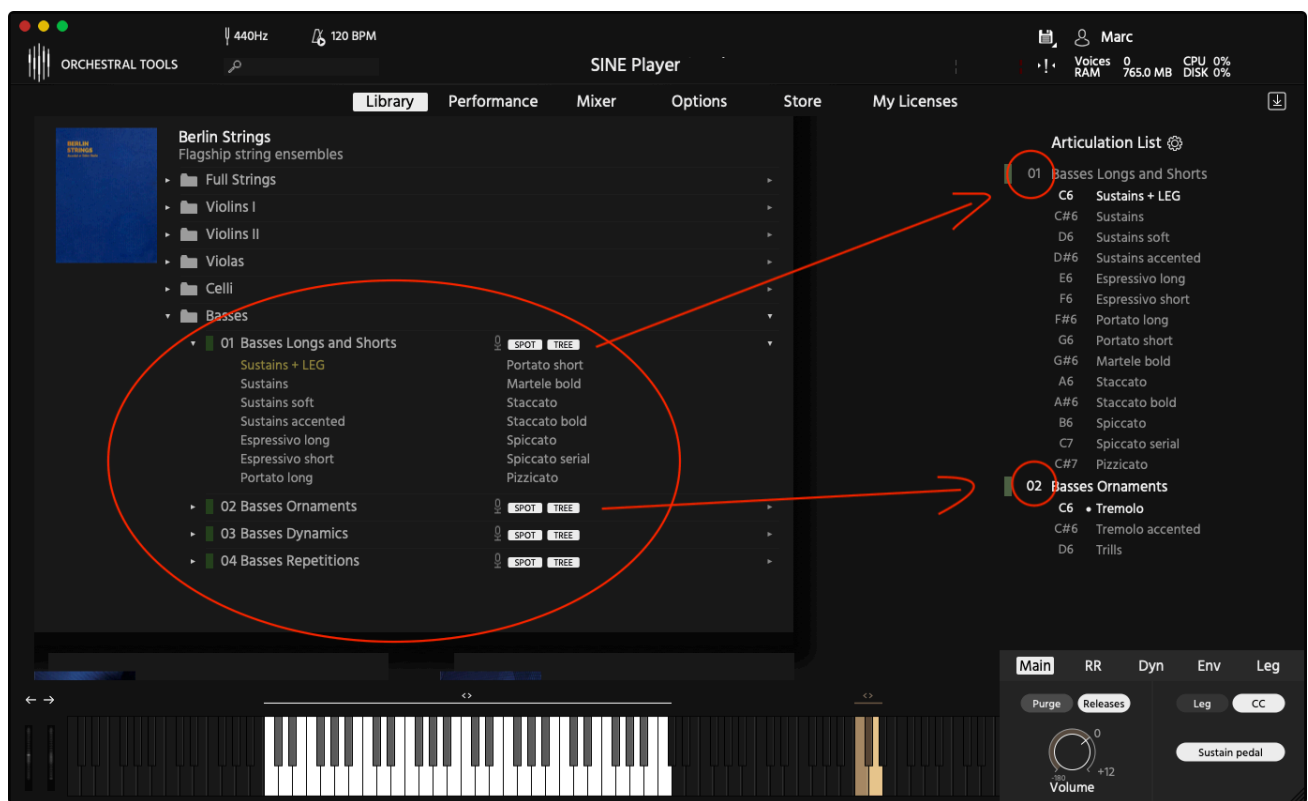 440Hz 120 BPM Marc
ORCHESTRAL TOOLS SINE Player Voices 0 CPU 0%
RAM 765.0 MB DISK 0%
Library Performance Mixer Options Store My Licenses
BERLIN
STRINGS
Berlin Strings
Flagship string ensembles
Full Strings
Violins I
Violins II
Violas
Celli
Basses
01 Basses Longs and Shorts SPOT TREE
Sustains + LEG Portato short
Sustains Martele bold
Sustains soft Staccato
Sustains accented Staccato bold
Espressivo long Spiccato
Espressivo short Spiccato serial
Portato long Pizzicato
02 Basses Ornaments SPOT TREE
03 Basses Dynamics SPOT TREE
04 Basses Repetitions SPOT TREE
Articulation List
01 Basses Longs and Shorts
C6 Sustains + LEG
C#6 Sustains
D6 Sustains soft
D#6 Sustains accented
E6 Espressivo long
F6 Espressivo short
F#6 Portato long
G6 Portato short
G#6 Martele bold
A6 Staccato
A#6 Staccato bold
B6 Spiccato
C7 Spiccato serial
C#7 Pizzicato
02 Basses Ornaments
C6 • Tremolo
C#6 Tremolo accented
D6 Trills
Main RR Dyn Env Leg
Purge Releases Leg CC
0
Sustain pedal
-180 +12
Volume